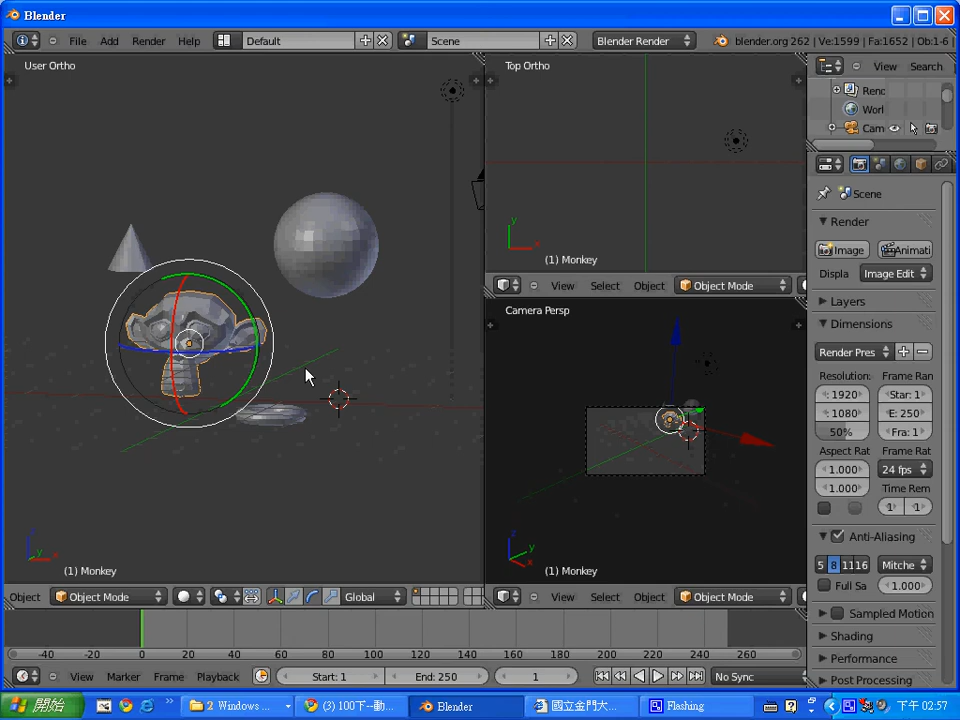 Blender
File Add Render Help Default Scene Blender Render blender.org 262 | Ve:1599 | Fa:1652 | Ob:1-6
User Ortho
Top Ortho
View Search
Renc
Worl
Cam
Scene
Render
Image Animati
Displa Image Edit
(1) Monkey
View Select Object Object Mode
Layers
Camera Persp
Dimensions
Render Pres
Resolution: Frame Ran
1920 Star: 1
1080 E: 250
50% Fra: 1
Aspect Rat Frame Rat
1.000 24 fps
1.000 Time Rem
1 1
Anti-Aliasing
5 8 11 16 Mitche
Full Sa 1.000
(1) Monkey
(1) Monkey
Object Object Mode Global
View Select Object Object Mode
Sampled Motion
Shading
Performance
Post Processing
-40 -20 0 20 40 60 80 100 120 140 160 180 200 220 240 260
View Marker Frame Playback Start: 1 End: 250 1 No Sync
開始 2 Windows ... (3) 100下--動... Blender 國立金門大... Flashing 下午 02:57